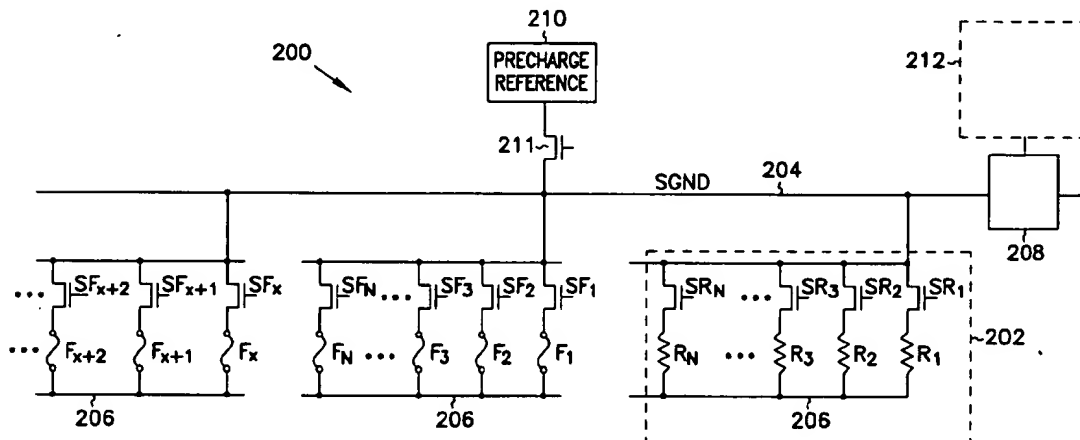 210
212
200
PRECHARGE
REFERENCE
211
SGND
204
208
... SFx+2 SFx+1 SFx SFN ... SF3 SF2 SF1 SRN ... SR3 SR2 SR1
... Fx+2 Fx+1 Fx FN ... F3 F2 F1 RN ... R3 R2 R1
202
206 206 206